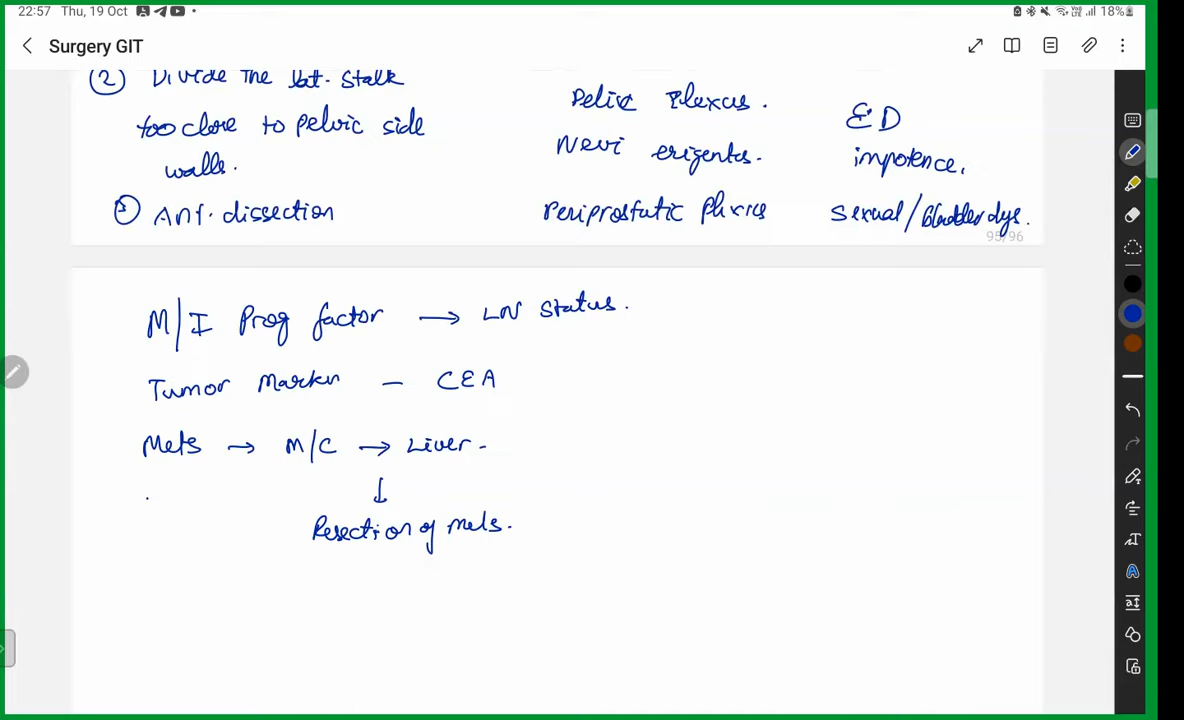 22:57 Thu, 19 Oct
18%
Surgery GIT
② Divide the lat. stalk
too close to pelvic side
walls.
Pelvic Plexus.
Nevi erigentes.
ED
impotence.
③ Ant. dissection
Periprostatic Plexus
Sexual/Bladder dys.
95/96
M/I Prog factor → LN Status.
Tumor Marker – CEA
Mets → M/C → Liver -
↓
Resection of mets.